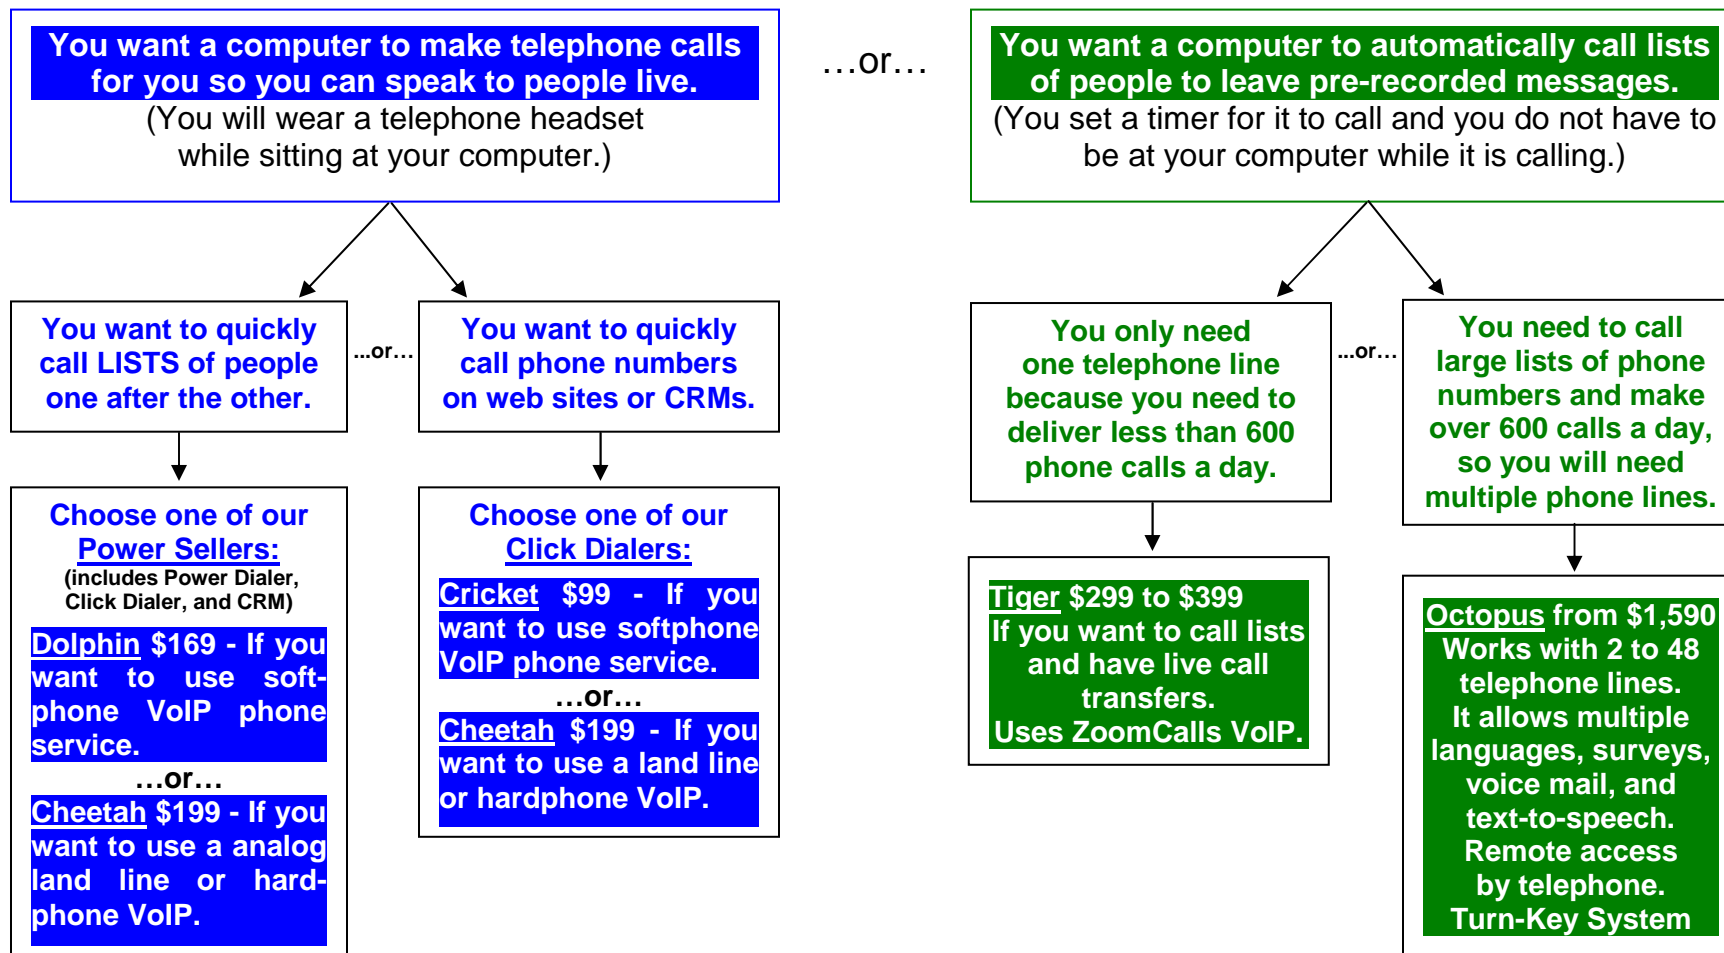 You want a computer to make telephone calls
for you so you can speak to people live.
(You will wear a telephone headset
while sitting at your computer.)
…or…
You want a computer to automatically call lists
of people to leave pre-recorded messages.
(You set a timer for it to call and you do not have to
be at your computer while it is calling.)
You want to quickly
call LISTS of people
one after the other.
...or…
You want to quickly
call phone numbers
on web sites or CRMs.
You only need
one telephone line
because you need to
deliver less than 600
phone calls a day.
...or…
You need to call
large lists of phone
numbers and make
over 600 calls a day,
so you will need
multiple phone lines.
Choose one of our
Power Sellers:
(includes Power Dialer,
Click Dialer, and CRM)
Dolphin $169 - If you
want to use soft-
phone VoIP phone
service.
…or…
Cheetah $199 - If you
want to use a analog
land line or hard-
phone VoIP.
Choose one of our
Click Dialers:
Cricket $99 - If you
want to use softphone
VoIP phone service.
…or…
Cheetah $199 - If you
want to use a land line
or hardphone VoIP.
Tiger $299 to $399
If you want to call lists
and have live call
transfers.
Uses ZoomCalls VoIP.
Octopus from $1,590
Works with 2 to 48
telephone lines.
It allows multiple
languages, surveys,
voice mail, and
text-to-speech.
Remote access
by telephone.
Turn-Key System